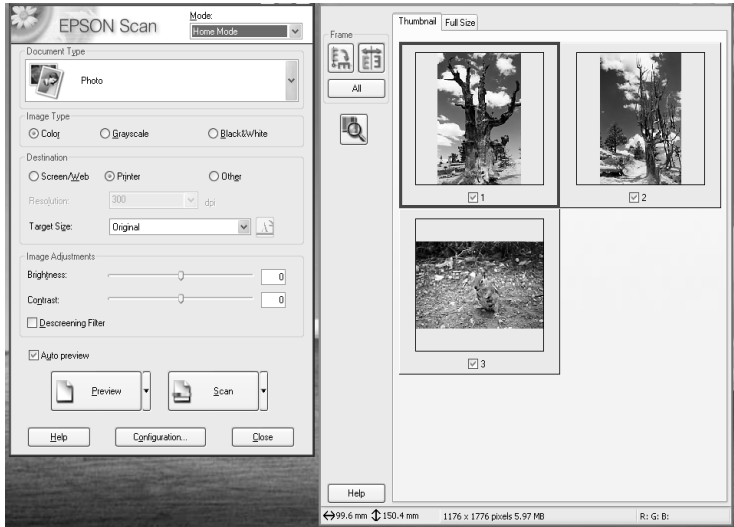 EPSON Scan
Mode:
Home Mode
Document Type
Photo
Image Type
Color
Grayscale
Black&White
Destination
Screen/Web
Printer
Other
Resolution:
300
dpi
Target Size:
Original
Image Adjustments
Brightness:
0
Contrast:
0
Descreening Filter
Auto preview
Preview
Scan
Help
Configuration...
Close
Frame
All
Help
Thumbnail
Full Size
1
2
3
99.6 mm
150.4 mm
1176 x 1776 pixels 5.97 MB
R: G: B: